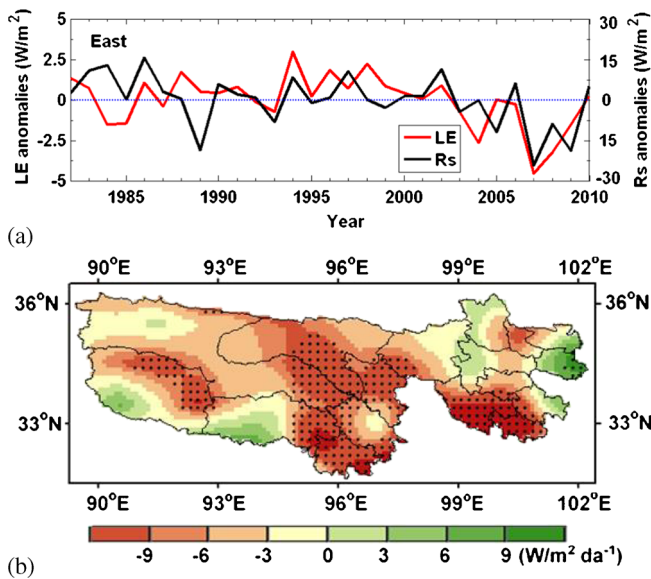 5 30
East
2.5 15
0 0
-2.5 15
-5 -30
LE anomalies (W/m²)
Rs anomalies (W/m²)
LE
Rs
1985 1990 1995 2000 2005 2010
Year
(a)
90°E 93°E 96°E 99°E 102°E
36°N 36°N
33°N 33°N
90°E 93°E 96°E 99°E 102°E
-9 -6 -3 0 3 6 9 (W/m² da⁻¹)
(b)